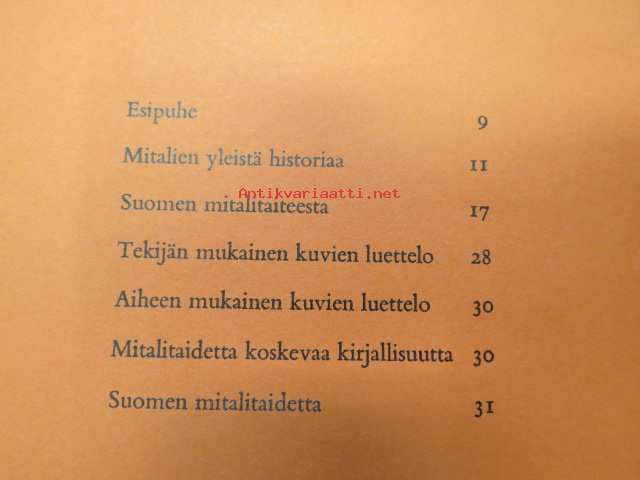 Esipuhe 9
Mitalien yleistä historiaa 11
Antikvariaatti.net
Suomen mitalitaiteesta 17
Tekijän mukainen kuvien luettelo 28
Aiheen mukainen kuvien luettelo 30
Mitalitaidetta koskevaa kirjallisuutta 30
Suomen mitalitaidetta 31